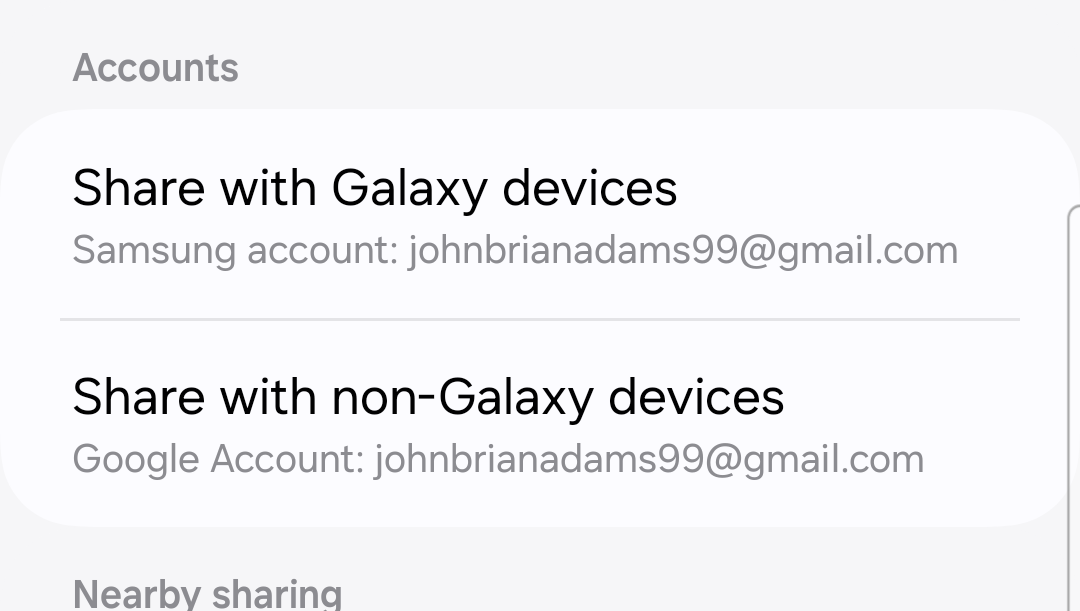 Accounts
Share with Galaxy devices
Samsung account: johnbrianadams99@gmail.com
Share with non-Galaxy devices
Google Account: johnbrianadams99@gmail.com
Nearby sharing